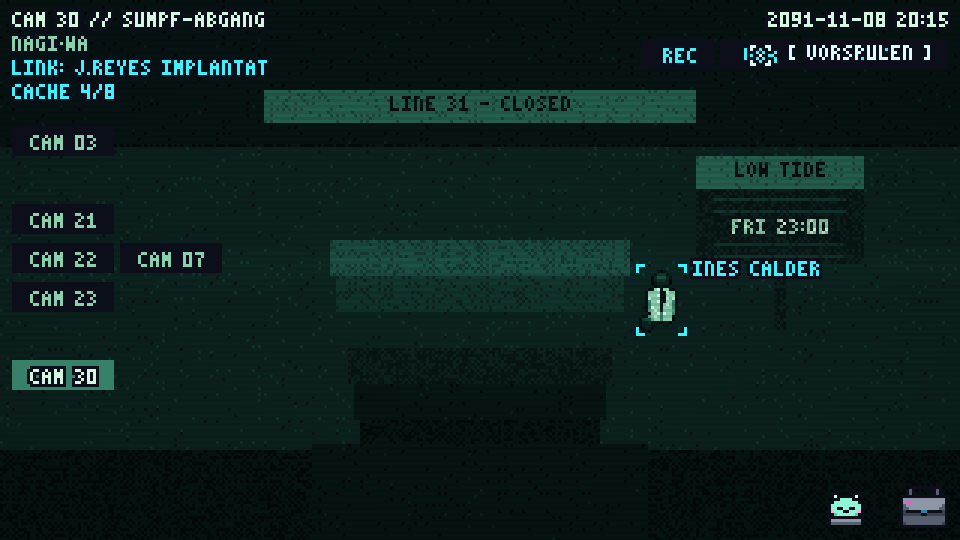 CAM 30 // SUMPF-ABGANG
2091-11-08 20:15
NAGI-WA
REC
[ VORSPULEN ]
LINK: J.REYES IMPLANTAT
CACHE 4/8
LINE 31 - CLOSED
CAM 03
LOW TIDE
CAM 21
FRI 23:00
CAM 22
CAM 07
INES CALDER
CAM 23
CAM 30